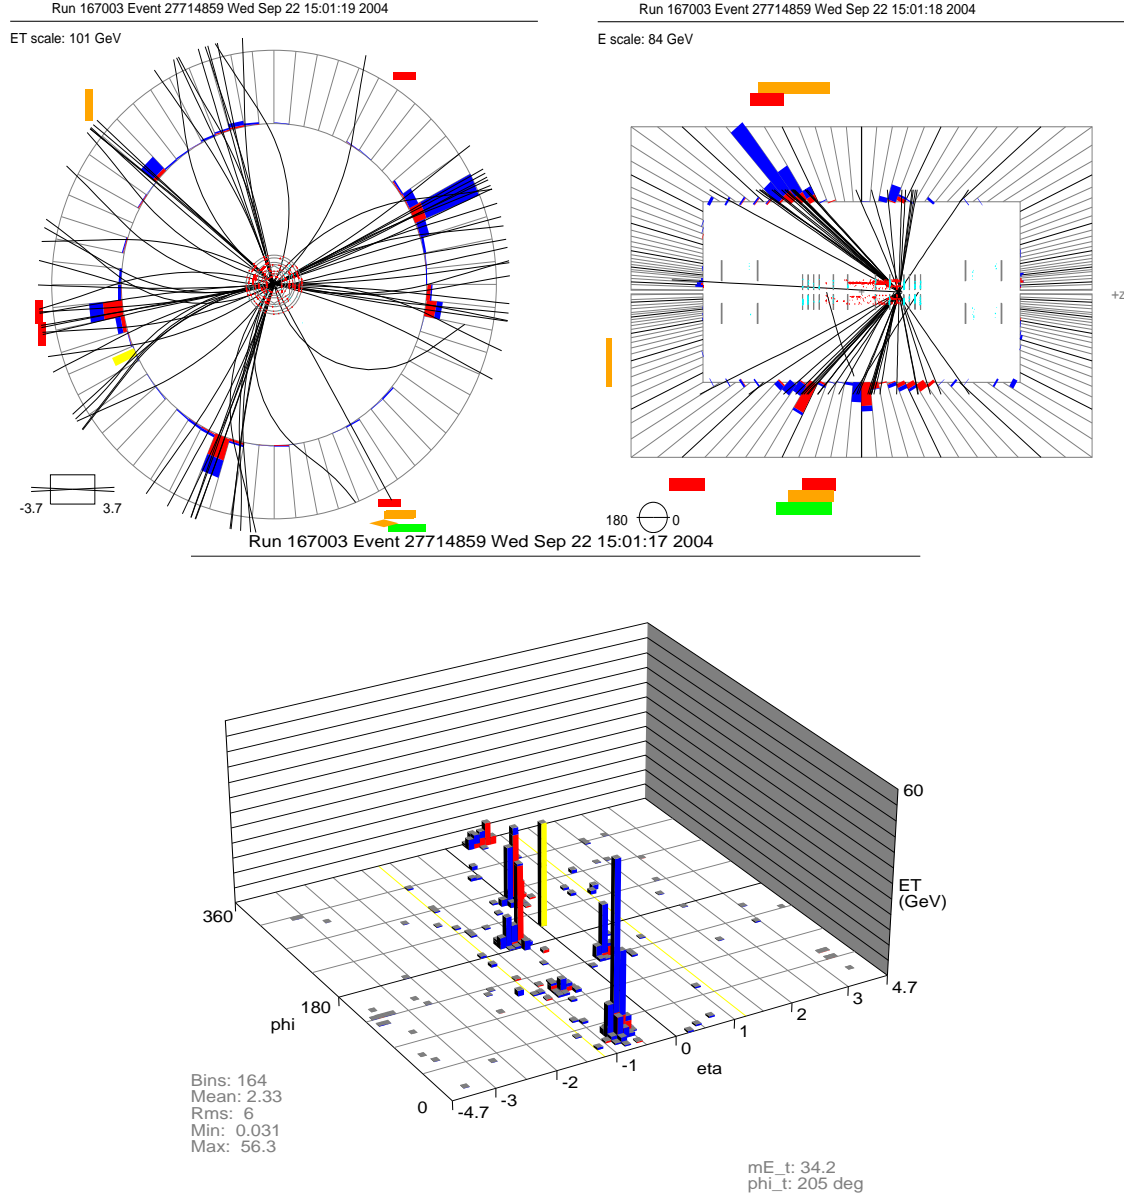 Run 167003 Event 27714859 Wed Sep 22 15:01:19 2004
ET scale: 101 GeV
-3.7 3.7
Run 167003 Event 27714859 Wed Sep 22 15:01:18 2004
E scale: 84 GeV
+z
180 0
Run 167003 Event 27714859 Wed Sep 22 15:01:17 2004
60
ET
(GeV)
360
4.7
3
180
2
phi
1
0
eta
-1
-2
-3
-4.7
0
Bins: 164
Mean: 2.33
Rms: 6
Min: 0.031
Max: 56.3
mE_t: 34.2
phi_t: 205 deg